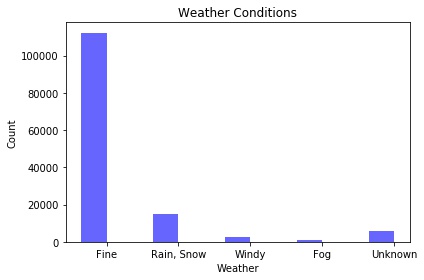 Weather Conditions
100000
80000
60000
40000
20000
0
Count
Fine
Rain, Snow
Windy
Fog
Unknown
Weather